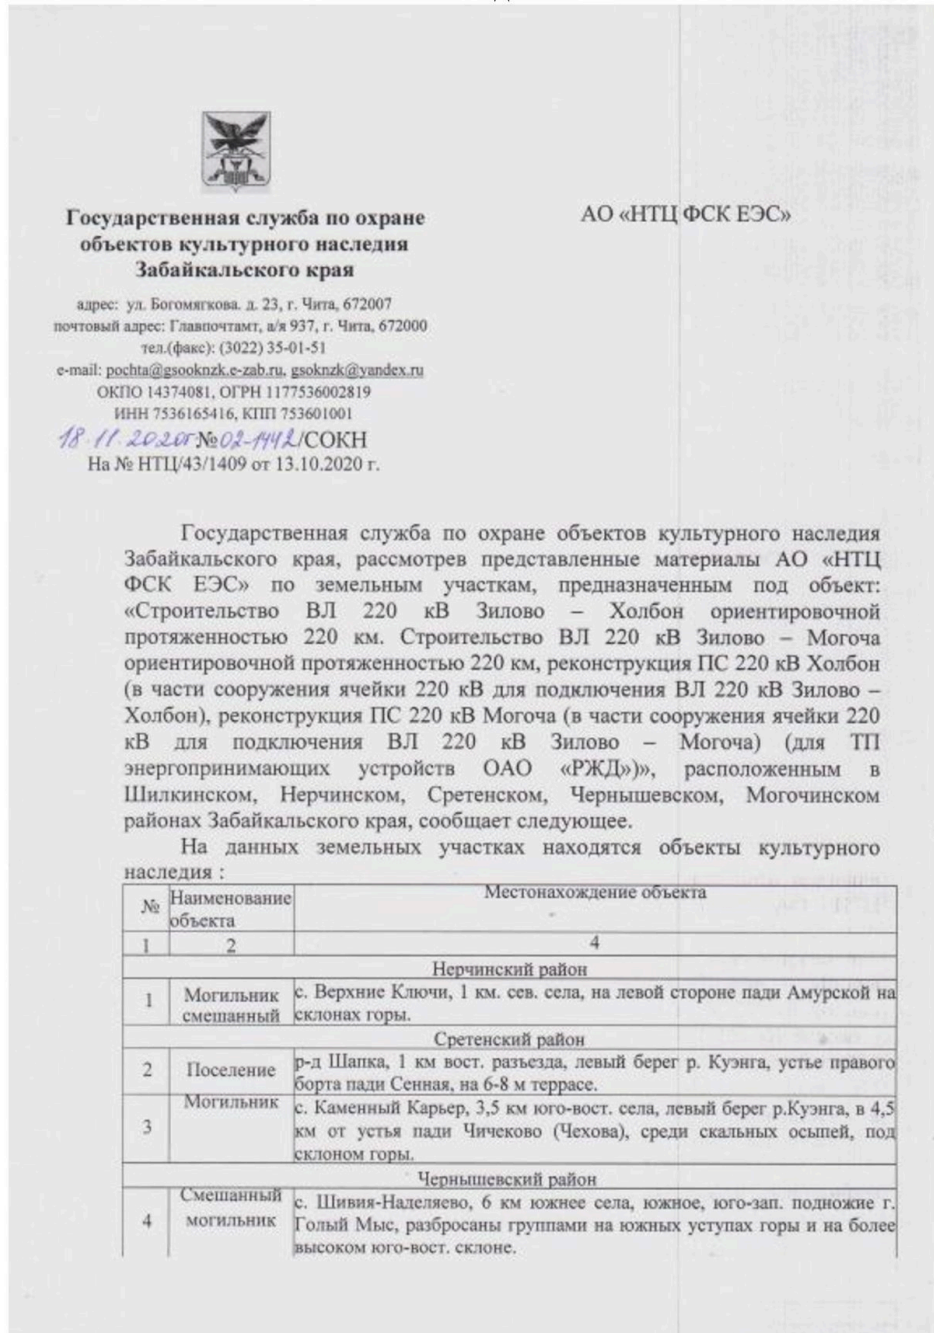 Государственная служба по охране
объектов культурного наследия
Забайкальского края
адрес: ул. Богомягкова. д. 23, г. Чита, 672007
почтовый адрес: Главпочтамт, а/я 937, г. Чита, 672000
тел.(факс): (3022) 35-01-51
e-mail: pochta@gsooknzk.e-zab.ru, gsoknzk@yandex.ru
ОКПО 14374081, ОГРН 1177536002819
ИНН 7536165416, КПП 753601001
18.11.2020г №02-1442/СОКН
На № НТЦ/43/1409 от 13.10.2020 г.
АО «НТЦ ФСК ЕЭС»
Государственная служба по охране объектов культурного наследия
Забайкальского края, рассмотрев представленные материалы АО «НТЦ
ФСК ЕЭС» по земельным участкам, предназначенным под объект:
«Строительство ВЛ 220 кВ Зилово – Холбон ориентировочной
протяженностью 220 км. Строительство ВЛ 220 кВ Зилово – Могоча
ориентировочной протяженностью 220 км, реконструкция ПС 220 кВ Холбон
(в части сооружения ячейки 220 кВ для подключения ВЛ 220 кВ Зилово –
Холбон), реконструкция ПС 220 кВ Могоча (в части сооружения ячейки 220
кВ для подключения ВЛ 220 кВ Зилово – Могоча) (для ТП
энергопринимающих устройств ОАО «РЖД»)», расположенным в
Шилкинском, Нерчинском, Сретенском, Чернышевском, Могочинском
районах Забайкальского края, сообщает следующее.
На данных земельных участках находятся объекты культурного
наследия :
№ Наименование объекта Местонахождение объекта
1 2 4
Нерчинский район
1 Могильник смешанный с. Верхние Ключи, 1 км. сев. села, на левой стороне пади Амурской на
склонах горы.
Сретенский район
2 Поселение р-д Шапка, 1 км вост. разъезда, левый берег р. Куэнга, устье правого
борта пади Сенная, на 6-8 м террасе.
3 Могильник с. Каменный Карьер, 3,5 км юго-вост. села, левый берег р.Куэнга, в 4,5
км от устья пади Чичеково (Чехова), среди скальных осыпей, под
склоном горы.
Чернышевский район
4 Смешанный могильник с. Шивия-Наделяево, 6 км южнее села, южное, юго-зап. подножие г.
Голый Мыс, разбросаны группами на южных уступах горы и на более
высоком юго-вост. склоне.